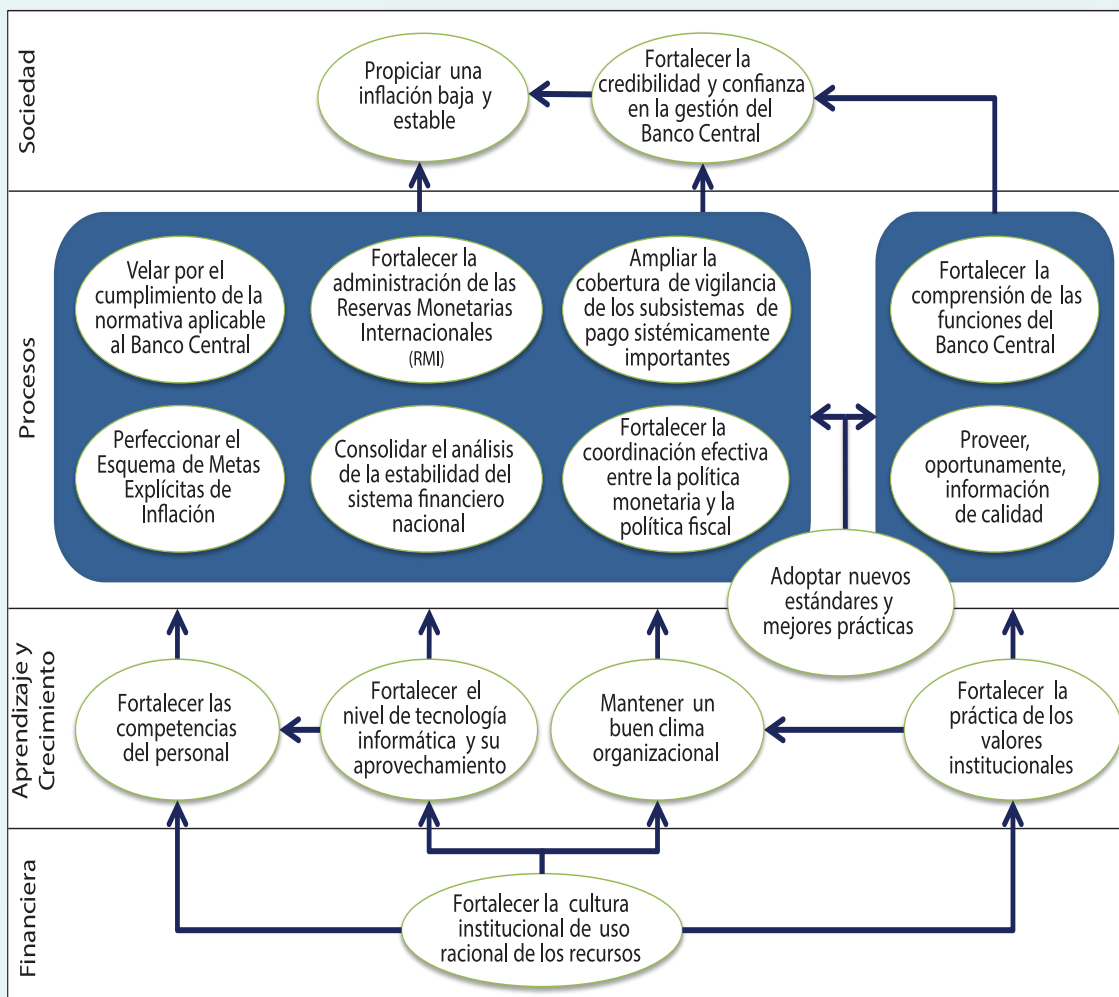 Sociedad
Propiciar una
inflación baja y
estable
Fortalecer la
credibilidad y confianza
en la gestión del
Banco Central
Procesos
Velar por el
cumplimiento de la
normativa aplicable
al Banco Central
Fortalecer la
administración de las
Reservas Monetarias
Internacionales
(RMI)
Ampliar la
cobertura de vigilancia
de los subsistemas de
pago sistémicamente
importantes
Fortalecer la
comprensión de las
funciones del
Banco Central
Perfeccionar el
Esquema de Metas
Explícitas de
Inflación
Consolidar el análisis
de la estabilidad del
sistema financiero
nacional
Fortalecer la
coordinación efectiva
entre la política
monetaria y la
política fiscal
Proveer,
oportunamente,
información
de calidad
Adoptar nuevos
estándares y
mejores prácticas
Aprendizaje y
Crecimiento
Fortalecer las
competencias
del personal
Fortalecer el
nivel de tecnología
informática y su
aprovechamiento
Mantener un
buen clima
organizacional
Fortalecer la
práctica de los
valores
institucionales
Financiera
Fortalecer la cultura
institucional de uso
racional de los recursos